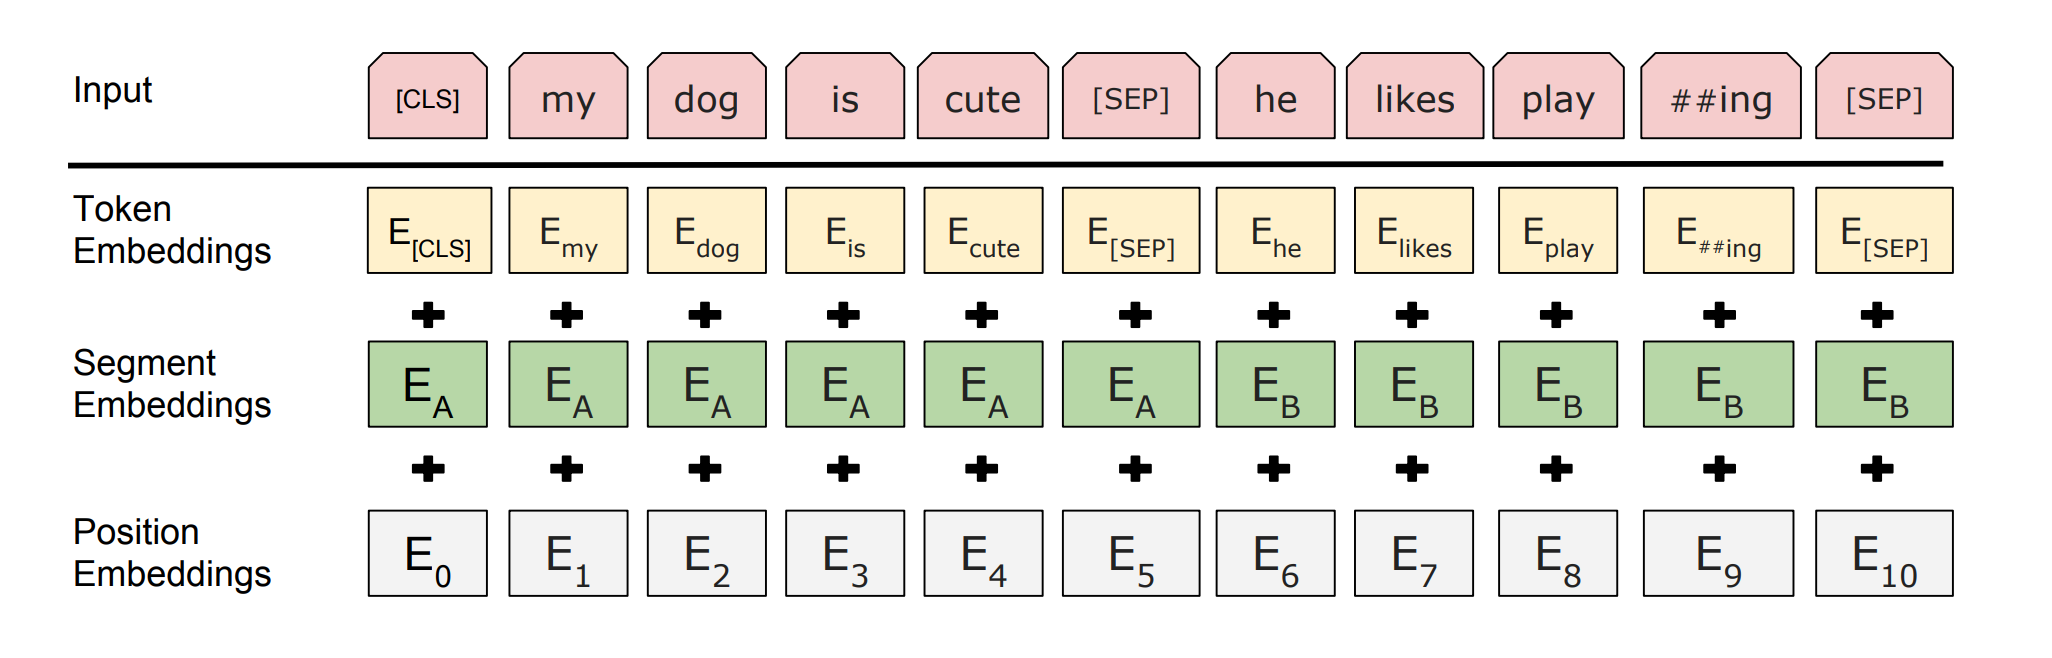 Input [CLS] my dog is cute [SEP] he likes play ##ing [SEP]
Token
Embeddings E[CLS] Emy Edog Eis Ecute E[SEP] Ehe Elikes Eplay E##ing E[SEP]
+ + + + + + + + + + +
Segment
Embeddings EA EA EA EA EA EA EB EB EB EB EB
+ + + + + + + + + + +
Position
Embeddings E0 E1 E2 E3 E4 E5 E6 E7 E8 E9 E10